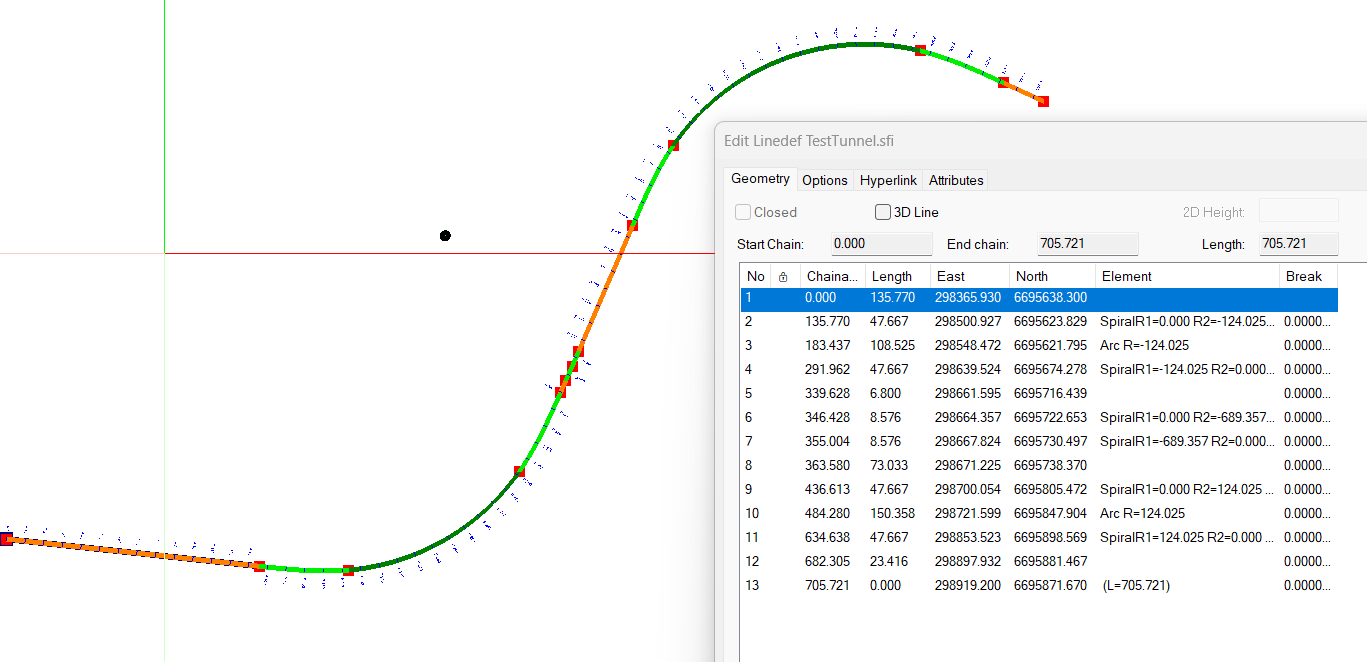 Edit Linedef TestTunnel.sfi
Geometry Options Hyperlink Attributes
Closed 3D Line 2D Height:
Start Chain: 0.000 End chain: 705.721 Length: 705.721
No Chaina... Length East North Element Break
1 0.000 135.770 298365.930 6695638.300
2 135.770 47.667 298500.927 6695623.829 SpiralR1=0.000 R2=-124.025... 0.0000...
3 183.437 108.525 298548.472 6695621.795 Arc R=-124.025 0.0000...
4 291.962 47.667 298639.524 6695674.278 SpiralR1=-124.025 R2=0.000... 0.0000...
5 339.628 6.800 298661.595 6695716.439 0.0000...
6 346.428 8.576 298664.357 6695722.653 SpiralR1=0.000 R2=-689.357... 0.0000...
7 355.004 8.576 298667.824 6695730.497 SpiralR1=-689.357 R2=0.000... 0.0000...
8 363.580 73.033 298671.225 6695738.370 0.0000...
9 436.613 47.667 298700.054 6695805.472 SpiralR1=0.000 R2=124.025 ... 0.0000...
10 484.280 150.358 298721.599 6695847.904 Arc R=124.025 0.0000...
11 634.638 47.667 298853.523 6695898.569 SpiralR1=124.025 R2=0.000 ... 0.0000...
12 682.305 23.416 298897.932 6695881.467 0.0000...
13 705.721 0.000 298919.200 6695871.670 (L=705.721) 0.0000...